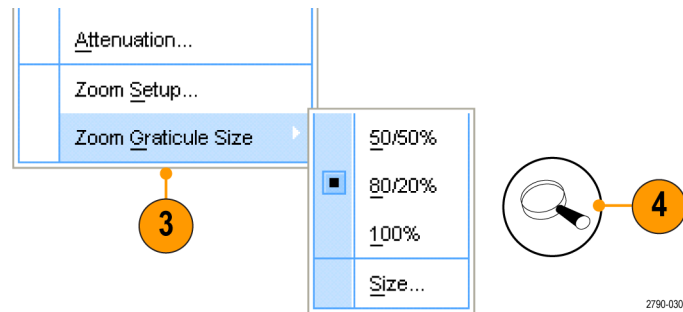 Attenuation...
Zoom Setup...
Zoom Graticule Size
3
50/50%
80/20%
100%
Size...
4
2790-030